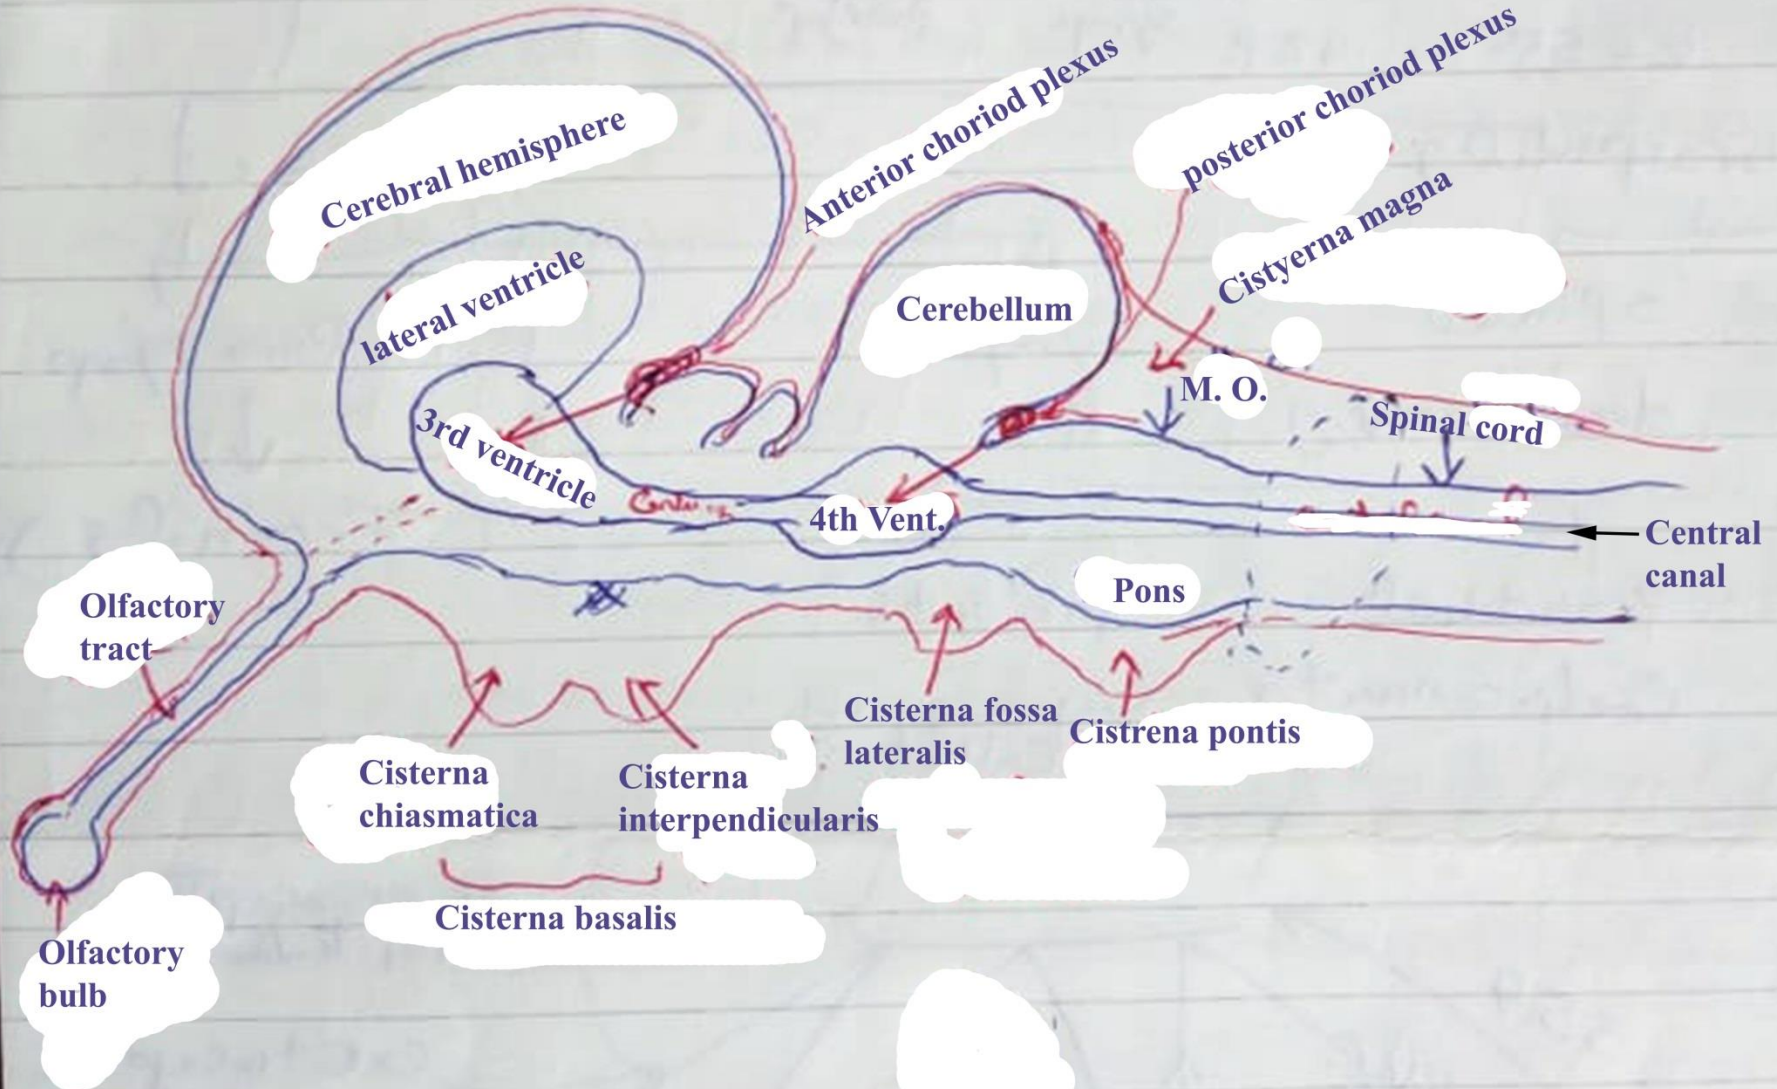 Anterior choriod plexus
posterior choriod plexus
Cerebral hemisphere
Cistyerna magna
lateral ventricle
Cerebellum
M. O.
Spinal cord
3rd ventricle
4th Vent.
Central
canal
Pons
Olfactory
tract
Cisterna fossa
lateralis
Cistrena pontis
Cisterna
chiasmatica
Cisterna
interpendicularis
Cisterna basalis
Olfactory
bulb